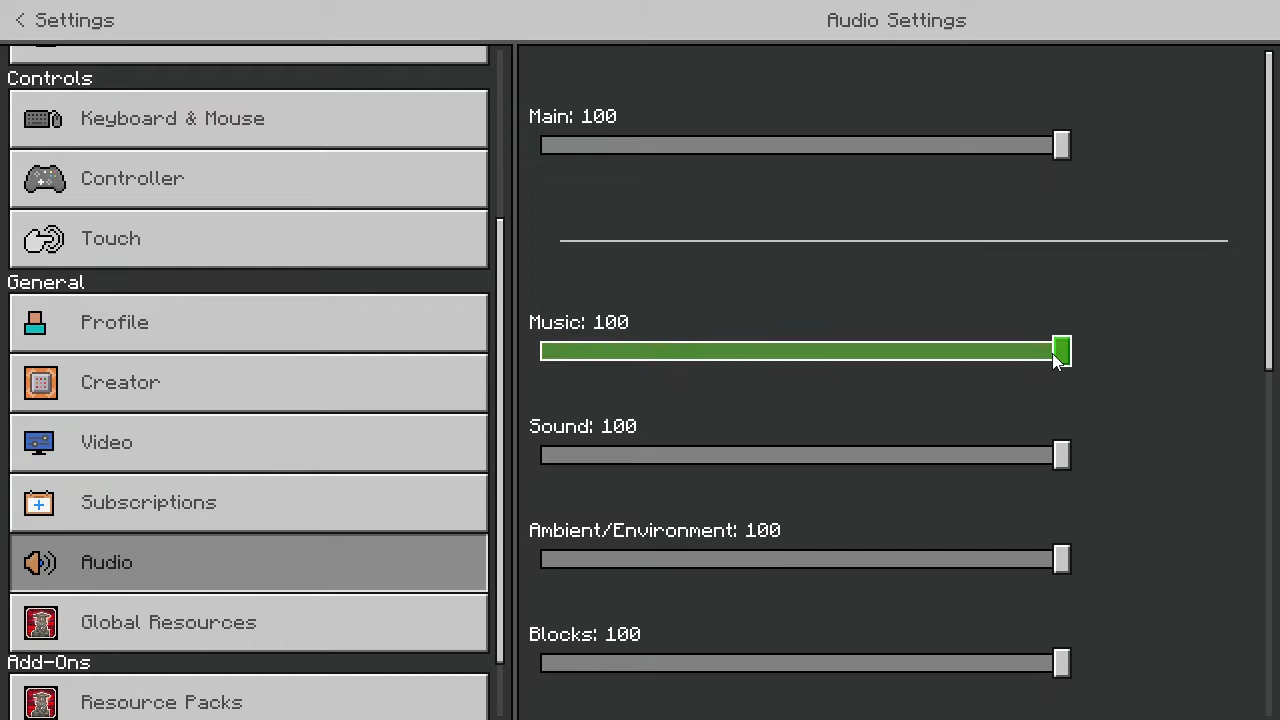 Settings
Audio Settings
Controls
Keyboard & Mouse
Controller
Touch
General
Profile
Creator
Video
Subscriptions
Audio
Global Resources
Add-Ons
Resource Packs
Main: 100
Music: 100
Sound: 100
Ambient/Environment: 100
Blocks: 100